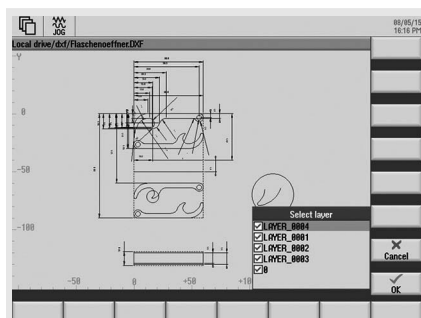 JOG
08/05/15
16:16 PM
Local drive/dxf/Flaschenoeffner.DXF
Y
0
-50
-100
-50
0
+50
+10
Select layer
LAYER_0004
LAYER_0001
LAYER_0002
LAYER_0003
0
Cancel
OK